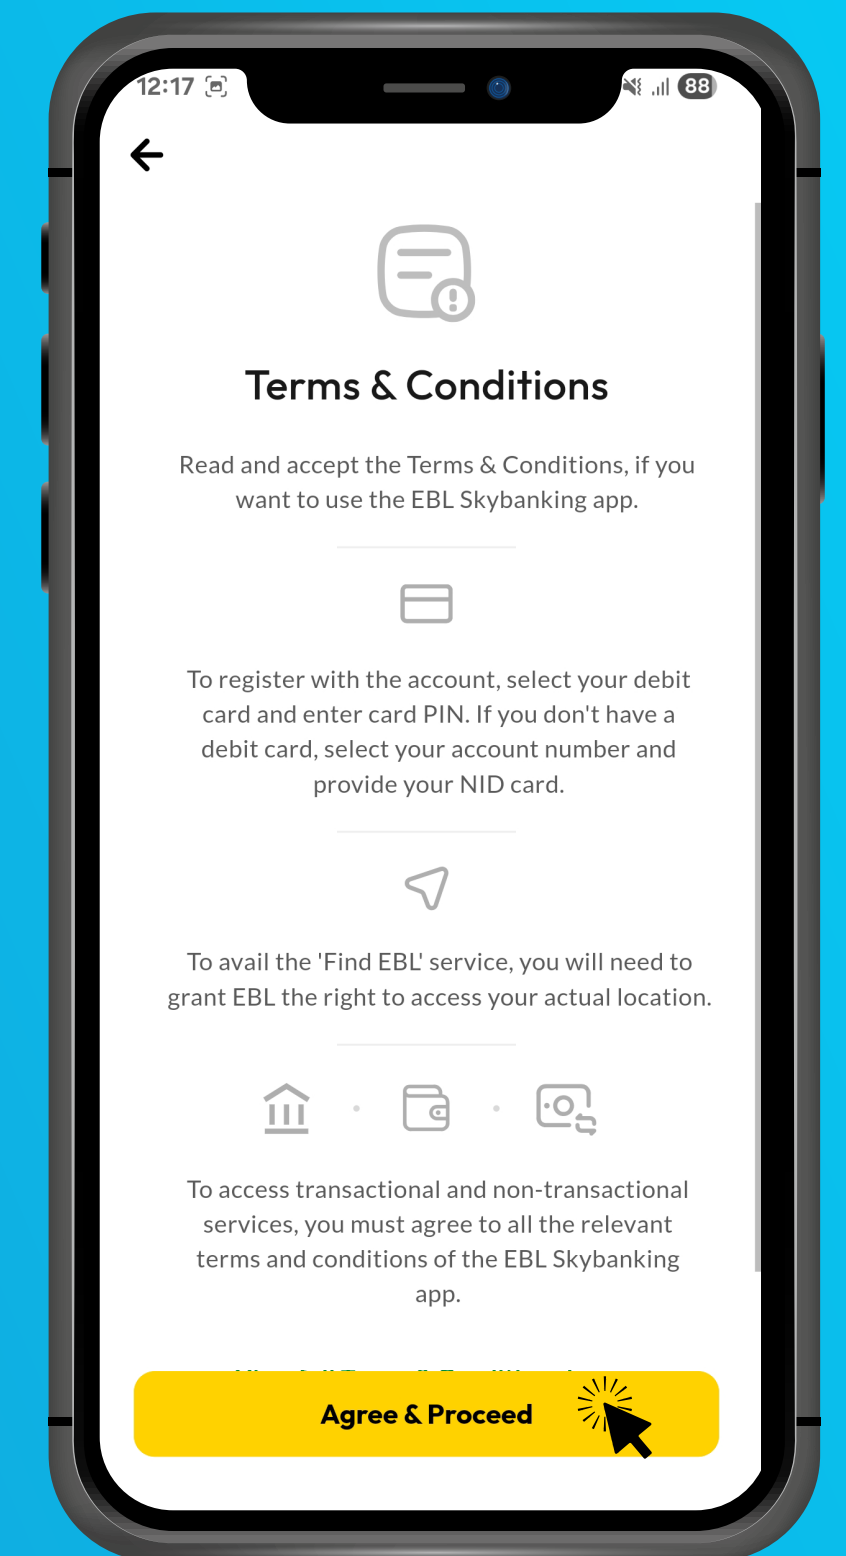 12:17
88
Terms & Conditions
Read and accept the Terms & Conditions, if you
want to use the EBL Skybanking app.
To register with the account, select your debit
card and enter card PIN. If you don't have a
debit card, select your account number and
provide your NID card.
To avail the 'Find EBL' service, you will need to
grant EBL the right to access your actual location.
To access transactional and non-transactional
services, you must agree to all the relevant
terms and conditions of the EBL Skybanking
app.
Agree & Proceed